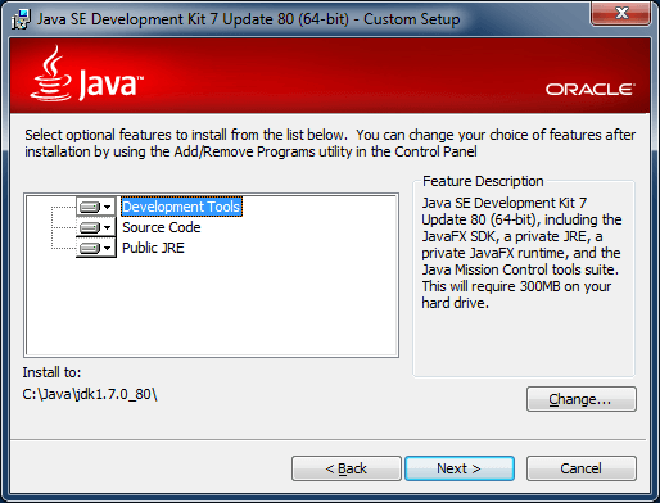 Java SE Development Kit 7 Update 80 (64-bit) - Custom Setup
Java™
ORACLE®
Select optional features to install from the list below. You can change your choice of features after
installation by using the Add/Remove Programs utility in the Control Panel
Development Tools
Source Code
Public JRE
Feature Description
Java SE Development Kit 7
Update 80 (64-bit), including the
JavaFX SDK, a private JRE, a
private JavaFX runtime, and the
Java Mission Control tools suite.
This will require 300MB on your
hard drive.
Install to:
C:\Java\jdk1.7.0_80\
Change...
< Back
Next >
Cancel